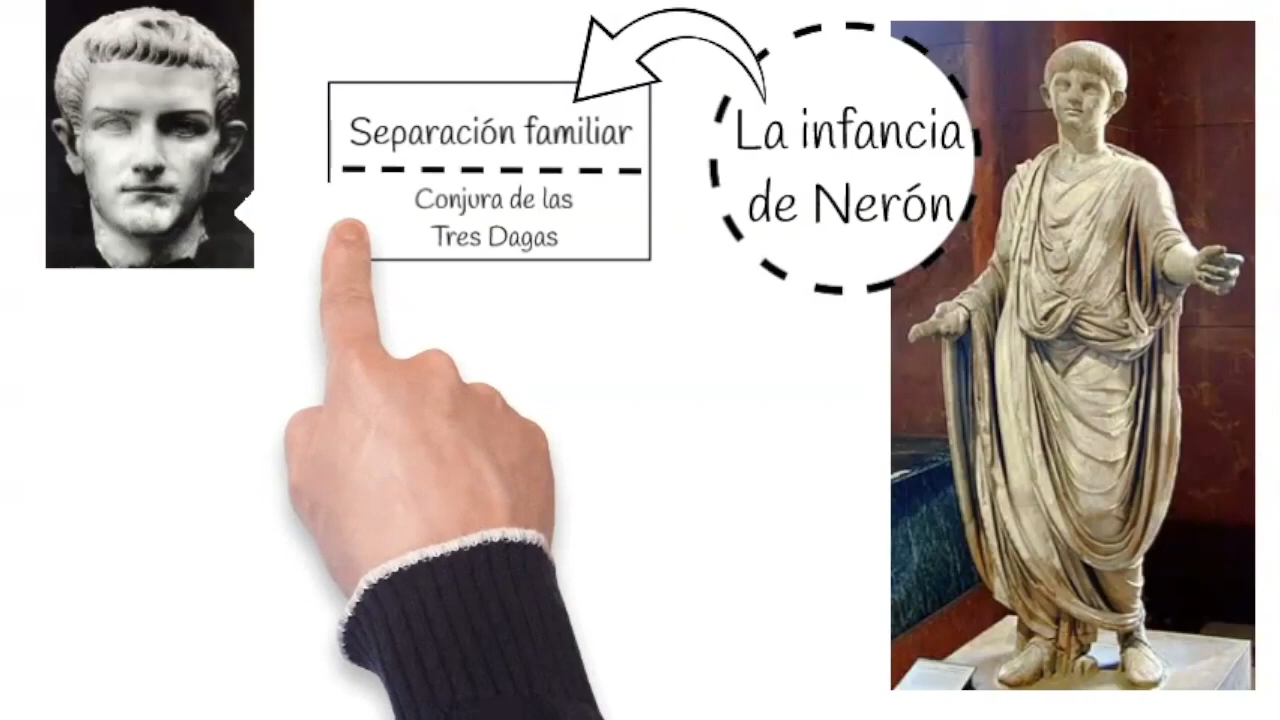 Separación familiar
Conjura de las
Tres Dagas
La infancia
de Nerón